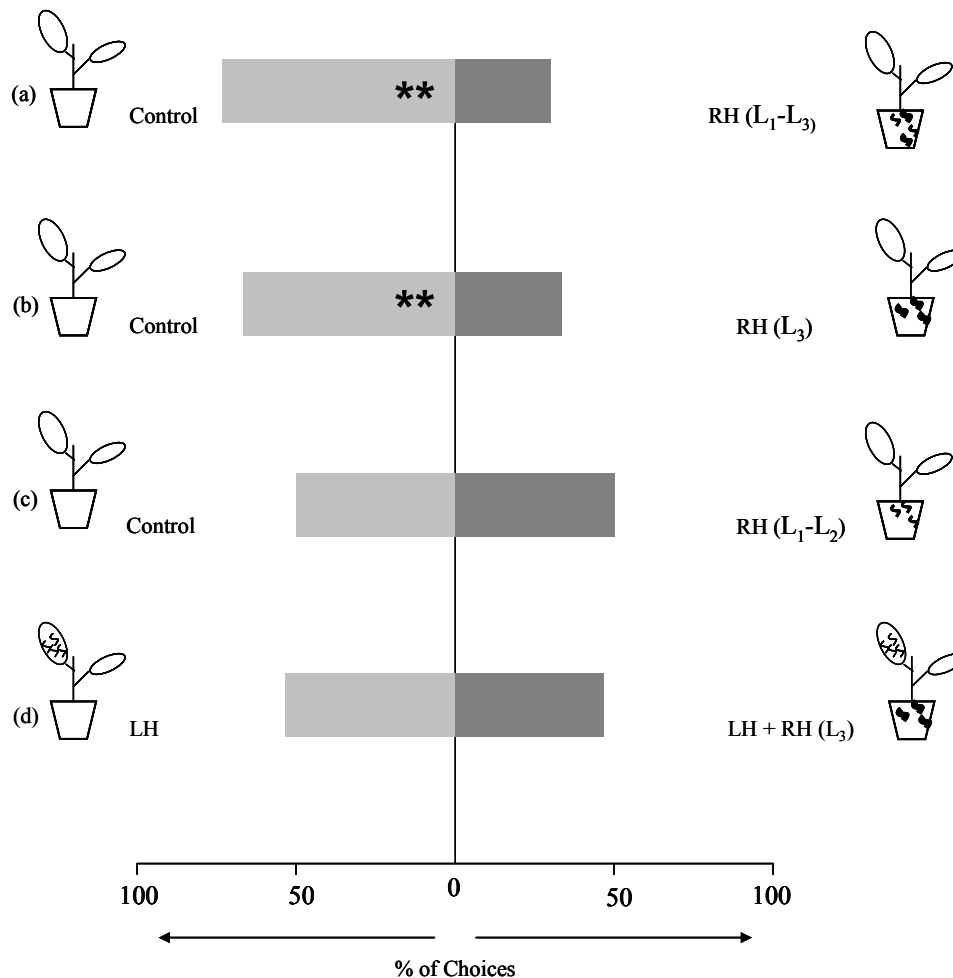 (a) Control ** RH (L₁-L₃)
(b) Control ** RH (L₃)
(c) Control RH (L₁-L₂)
(d) LH LH + RH (L₃)
100 50 0 50 100
% of Choices